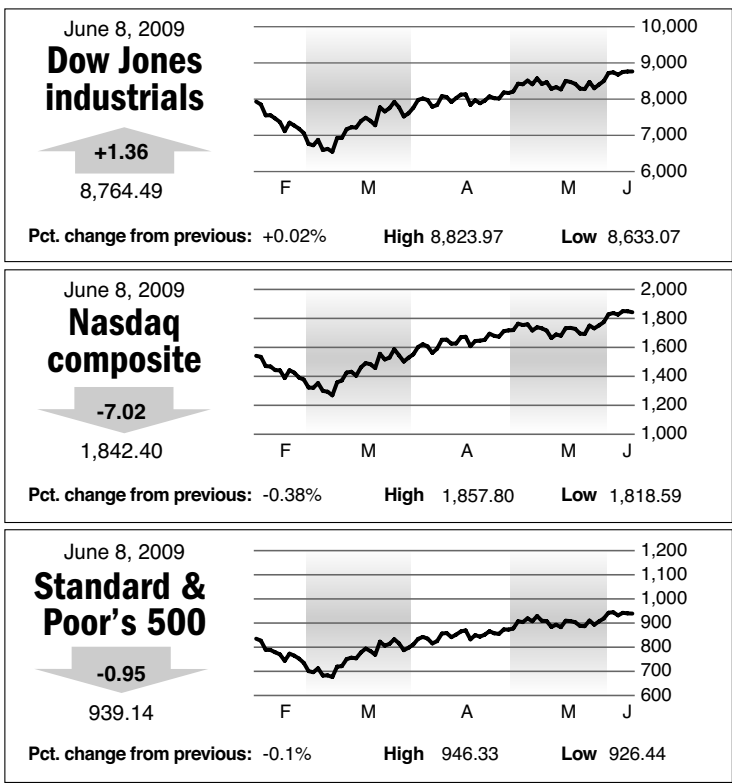 June 8, 2009
Dow Jones
industrials
+1.36
8,764.49
10,000
9,000
8,000
7,000
6,000
F M A M J
Pct. change from previous: +0.02% High 8,823.97 Low 8,633.07
June 8, 2009
Nasdaq
composite
-7.02
1,842.40
2,000
1,800
1,600
1,400
1,200
1,000
F M A M J
Pct. change from previous: -0.38% High 1,857.80 Low 1,818.59
June 8, 2009
Standard &
Poor's 500
-0.95
939.14
1,200
1,100
1,000
900
800
700
600
F M A M J
Pct. change from previous: -0.1% High 946.33 Low 926.44